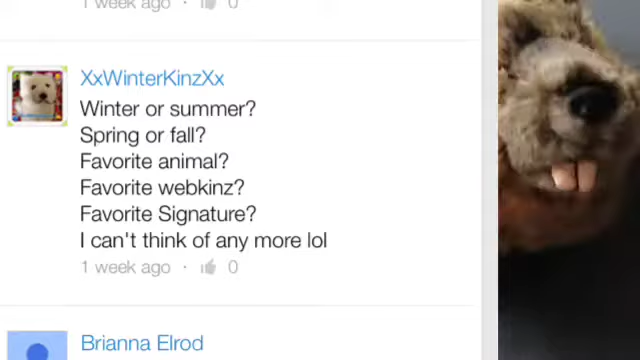 1 week ago · 0
XxWinterKinzXx
Winter or summer?
Spring or fall?
Favorite animal?
Favorite webkinz?
Favorite Signature?
I can't think of any more lol
1 week ago · 0
Brianna Elrod